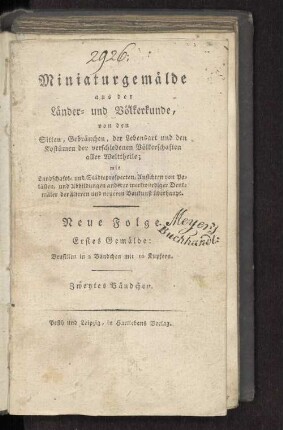 2926.
Miniaturgemälde
aus der
Länder- und Völkerkunde,
von den
Sitten, Gebräuchen, der Lebensart und den
Kostümen der verschiedenen Völkerschaften
aller Welttheile;
mit
Landschafts- und Städteprospecten, Ansichten von Pa-
lästen, und Abbildungen anderer merkwürdiger Denk-
mäler der älteren und neueren Baukunst überhaupt.
Neue Folge.
Meyers
Buchhandl:
Erstes Gemälde:
Brasilien in 2 Bändchen mit 10 Kupfern.
Zweytes Bändchen.
Pesth und Leipzig, in Hartlebens Verlag.